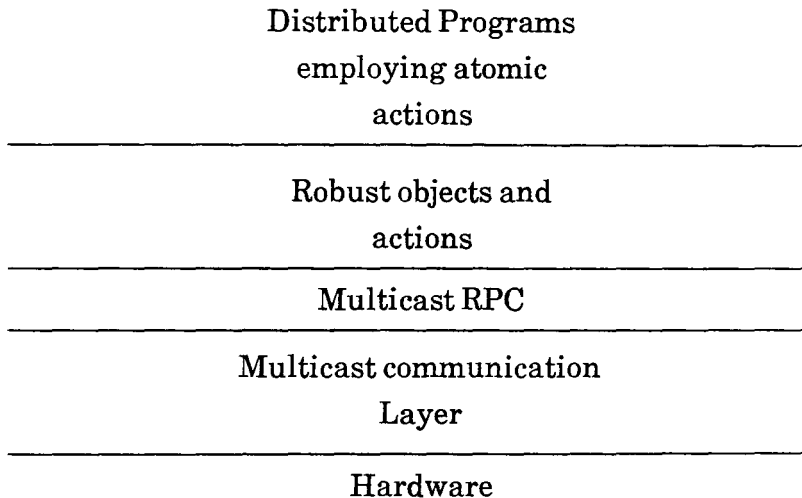 Distributed Programs
employing atomic
actions
Robust objects and
actions
Multicast RPC
Multicast communication
Layer
Hardware